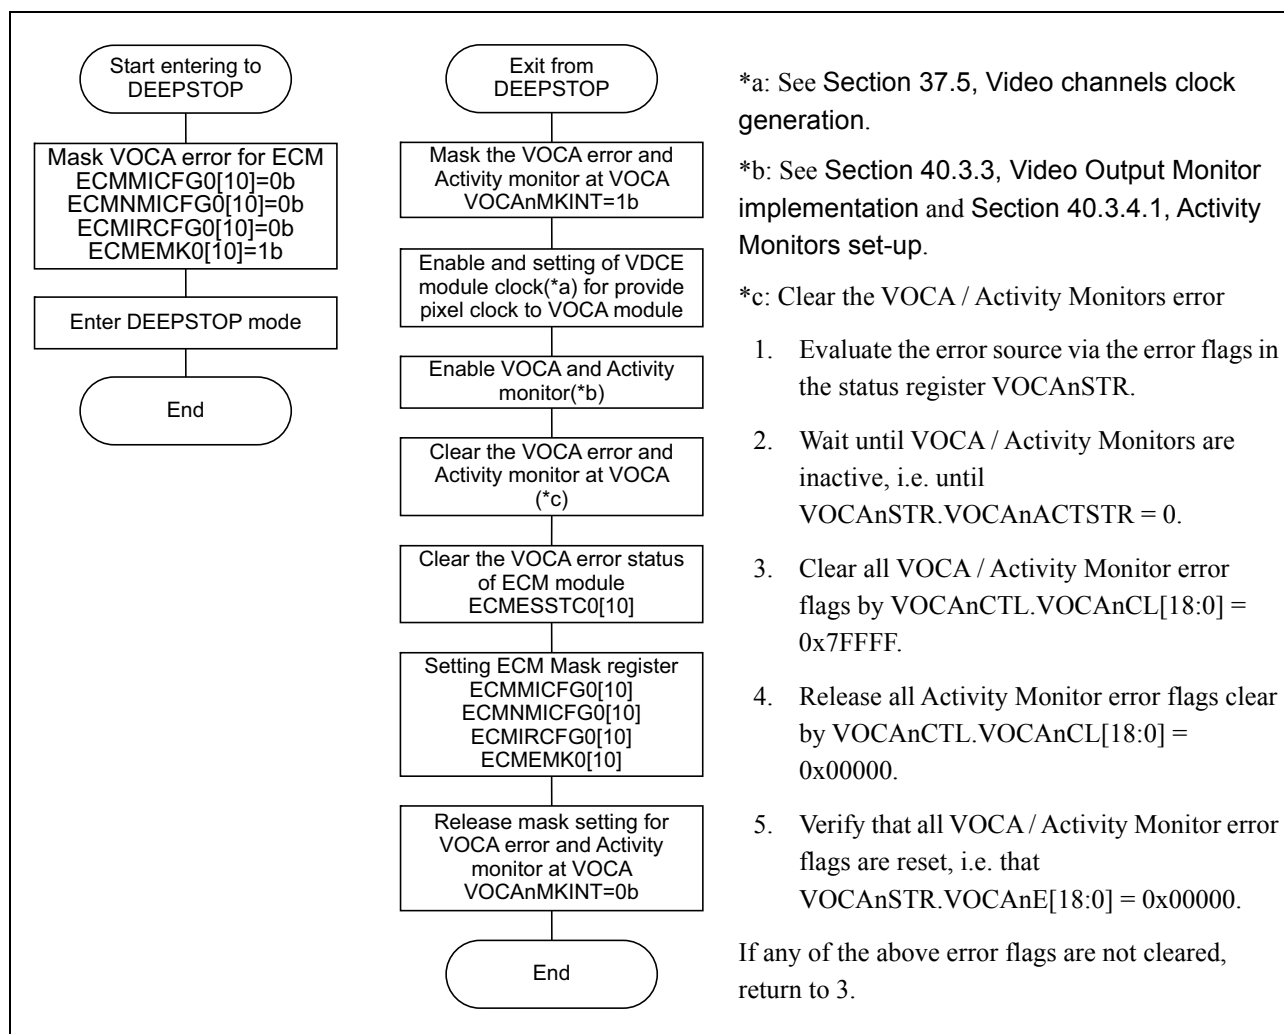 Start entering to
DEEPSTOP
Mask VOCA error for ECM
ECMMICFG0[10]=0b
ECMNMICFG0[10]=0b
ECMIRCFG0[10]=0b
ECMEMK0[10]=1b
Enter DEEPSTOP mode
End
Exit from
DEEPSTOP
Mask the VOCA error and
Activity monitor at VOCA
VOCAnMKINT=1b
Enable and setting of VDCE
module clock(*a) for provide
pixel clock to VOCA module
Enable VOCA and Activity
monitor(*b)
Clear the VOCA error and
Activity monitor at VOCA
(*c)
Clear the VOCA error status
of ECM module
ECMESSTC0[10]
Setting ECM Mask register
ECMMICFG0[10]
ECMNMICFG0[10]
ECMIRCFG0[10]
ECMEMK0[10]
Release mask setting for
VOCA error and Activity
monitor at VOCA
VOCAnMKINT=0b
End
*a: See Section 37.5, Video channels clock
generation.
*b: See Section 40.3.3, Video Output Monitor
implementation and Section 40.3.4.1, Activity
Monitors set-up.
*c: Clear the VOCA / Activity Monitors error
1. Evaluate the error source via the error flags in
the status register VOCAnSTR.
2. Wait until VOCA / Activity Monitors are
inactive, i.e. until
VOCAnSTR.VOCAnACTSTR = 0.
3. Clear all VOCA / Activity Monitor error
flags by VOCAnCTL.VOCAnCL[18:0] =
0x7FFFF.
4. Release all Activity Monitor error flags clear
by VOCAnCTL.VOCAnCL[18:0] =
0x00000.
5. Verify that all VOCA / Activity Monitor error
flags are reset, i.e. that
VOCAnSTR.VOCAnE[18:0] = 0x00000.
If any of the above error flags are not cleared,
return to 3.